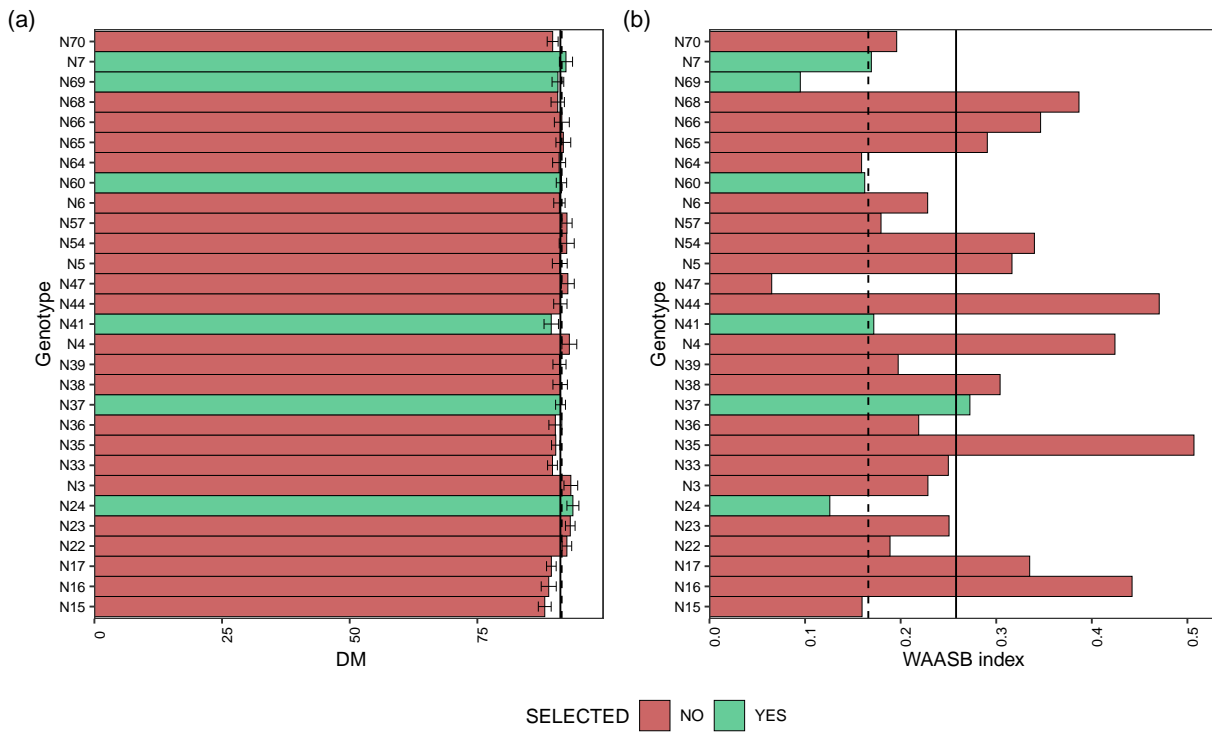 (a)
Genotype
N70
N7
N69
N68
N66
N65
N64
N60
N6
N57
N54
N5
N47
N44
N41
N4
N39
N38
N37
N36
N35
N33
N3
N24
N23
N22
N17
N16
N15
0 25 50 75
DM
(b)
Genotype
N70
N7
N69
N68
N66
N65
N64
N60
N6
N57
N54
N5
N47
N44
N41
N4
N39
N38
N37
N36
N35
N33
N3
N24
N23
N22
N17
N16
N15
0.0 0.1 0.2 0.3 0.4 0.5
WAASB index
SELECTED NO YES